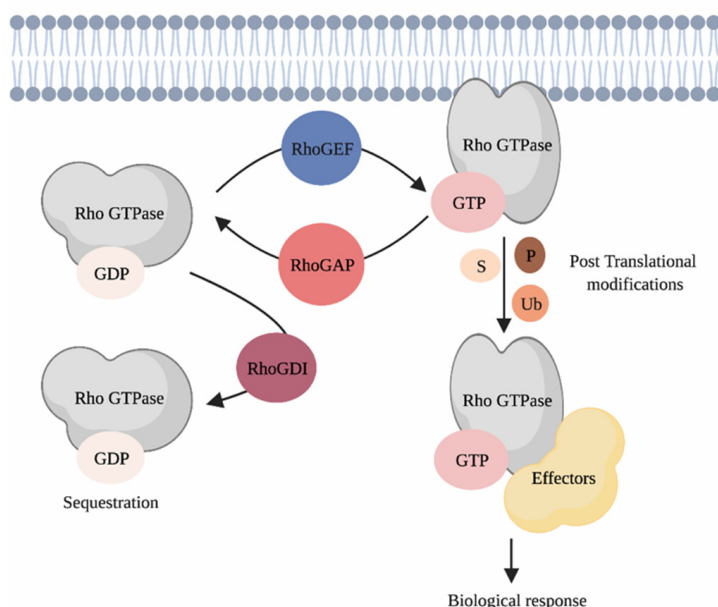 RhoGEF
Rho GTPase
GTP
Rho GTPase
GDP
RhoGAP
S
P
Ub
Post Translational
modifications
RhoGDI
Rho GTPase
GDP
Sequestration
Rho GTPase
GTP
Effectors
Biological response